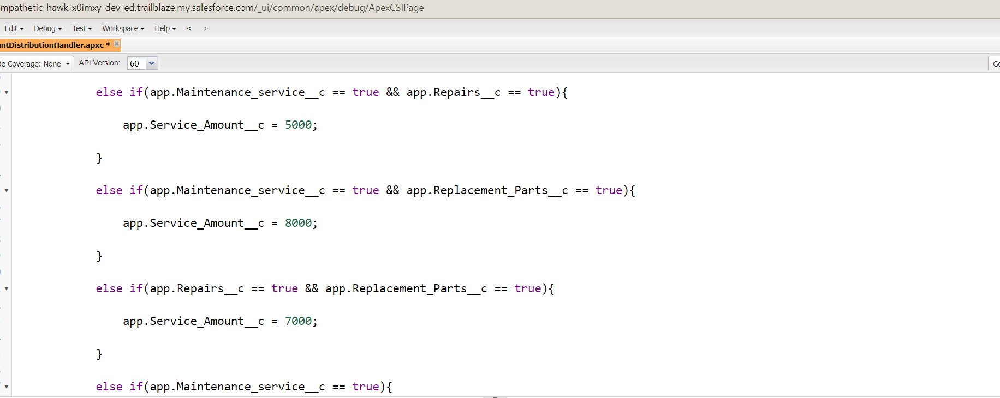 mpathetic-hawk-x0imxy-dev-ed.trailblaze.my.salesforce.com/_ui/common/apex/debug/ApexCSIPage
Edit Debug Test Workspace Help < >
ntDistributionHandler.apxc *
de Coverage: None API Version: 60 Go
else if(app.Maintenance_service__c == true && app.Repairs__c == true){
app.Service_Amount__c = 5000;
}
else if(app.Maintenance_service__c == true && app.Replacement_Parts__c == true){
app.Service_Amount__c = 8000;
}
else if(app.Repairs__c == true && app.Replacement_Parts__c == true){
app.Service_Amount__c = 7000;
}
else if(app.Maintenance_service__c == true){